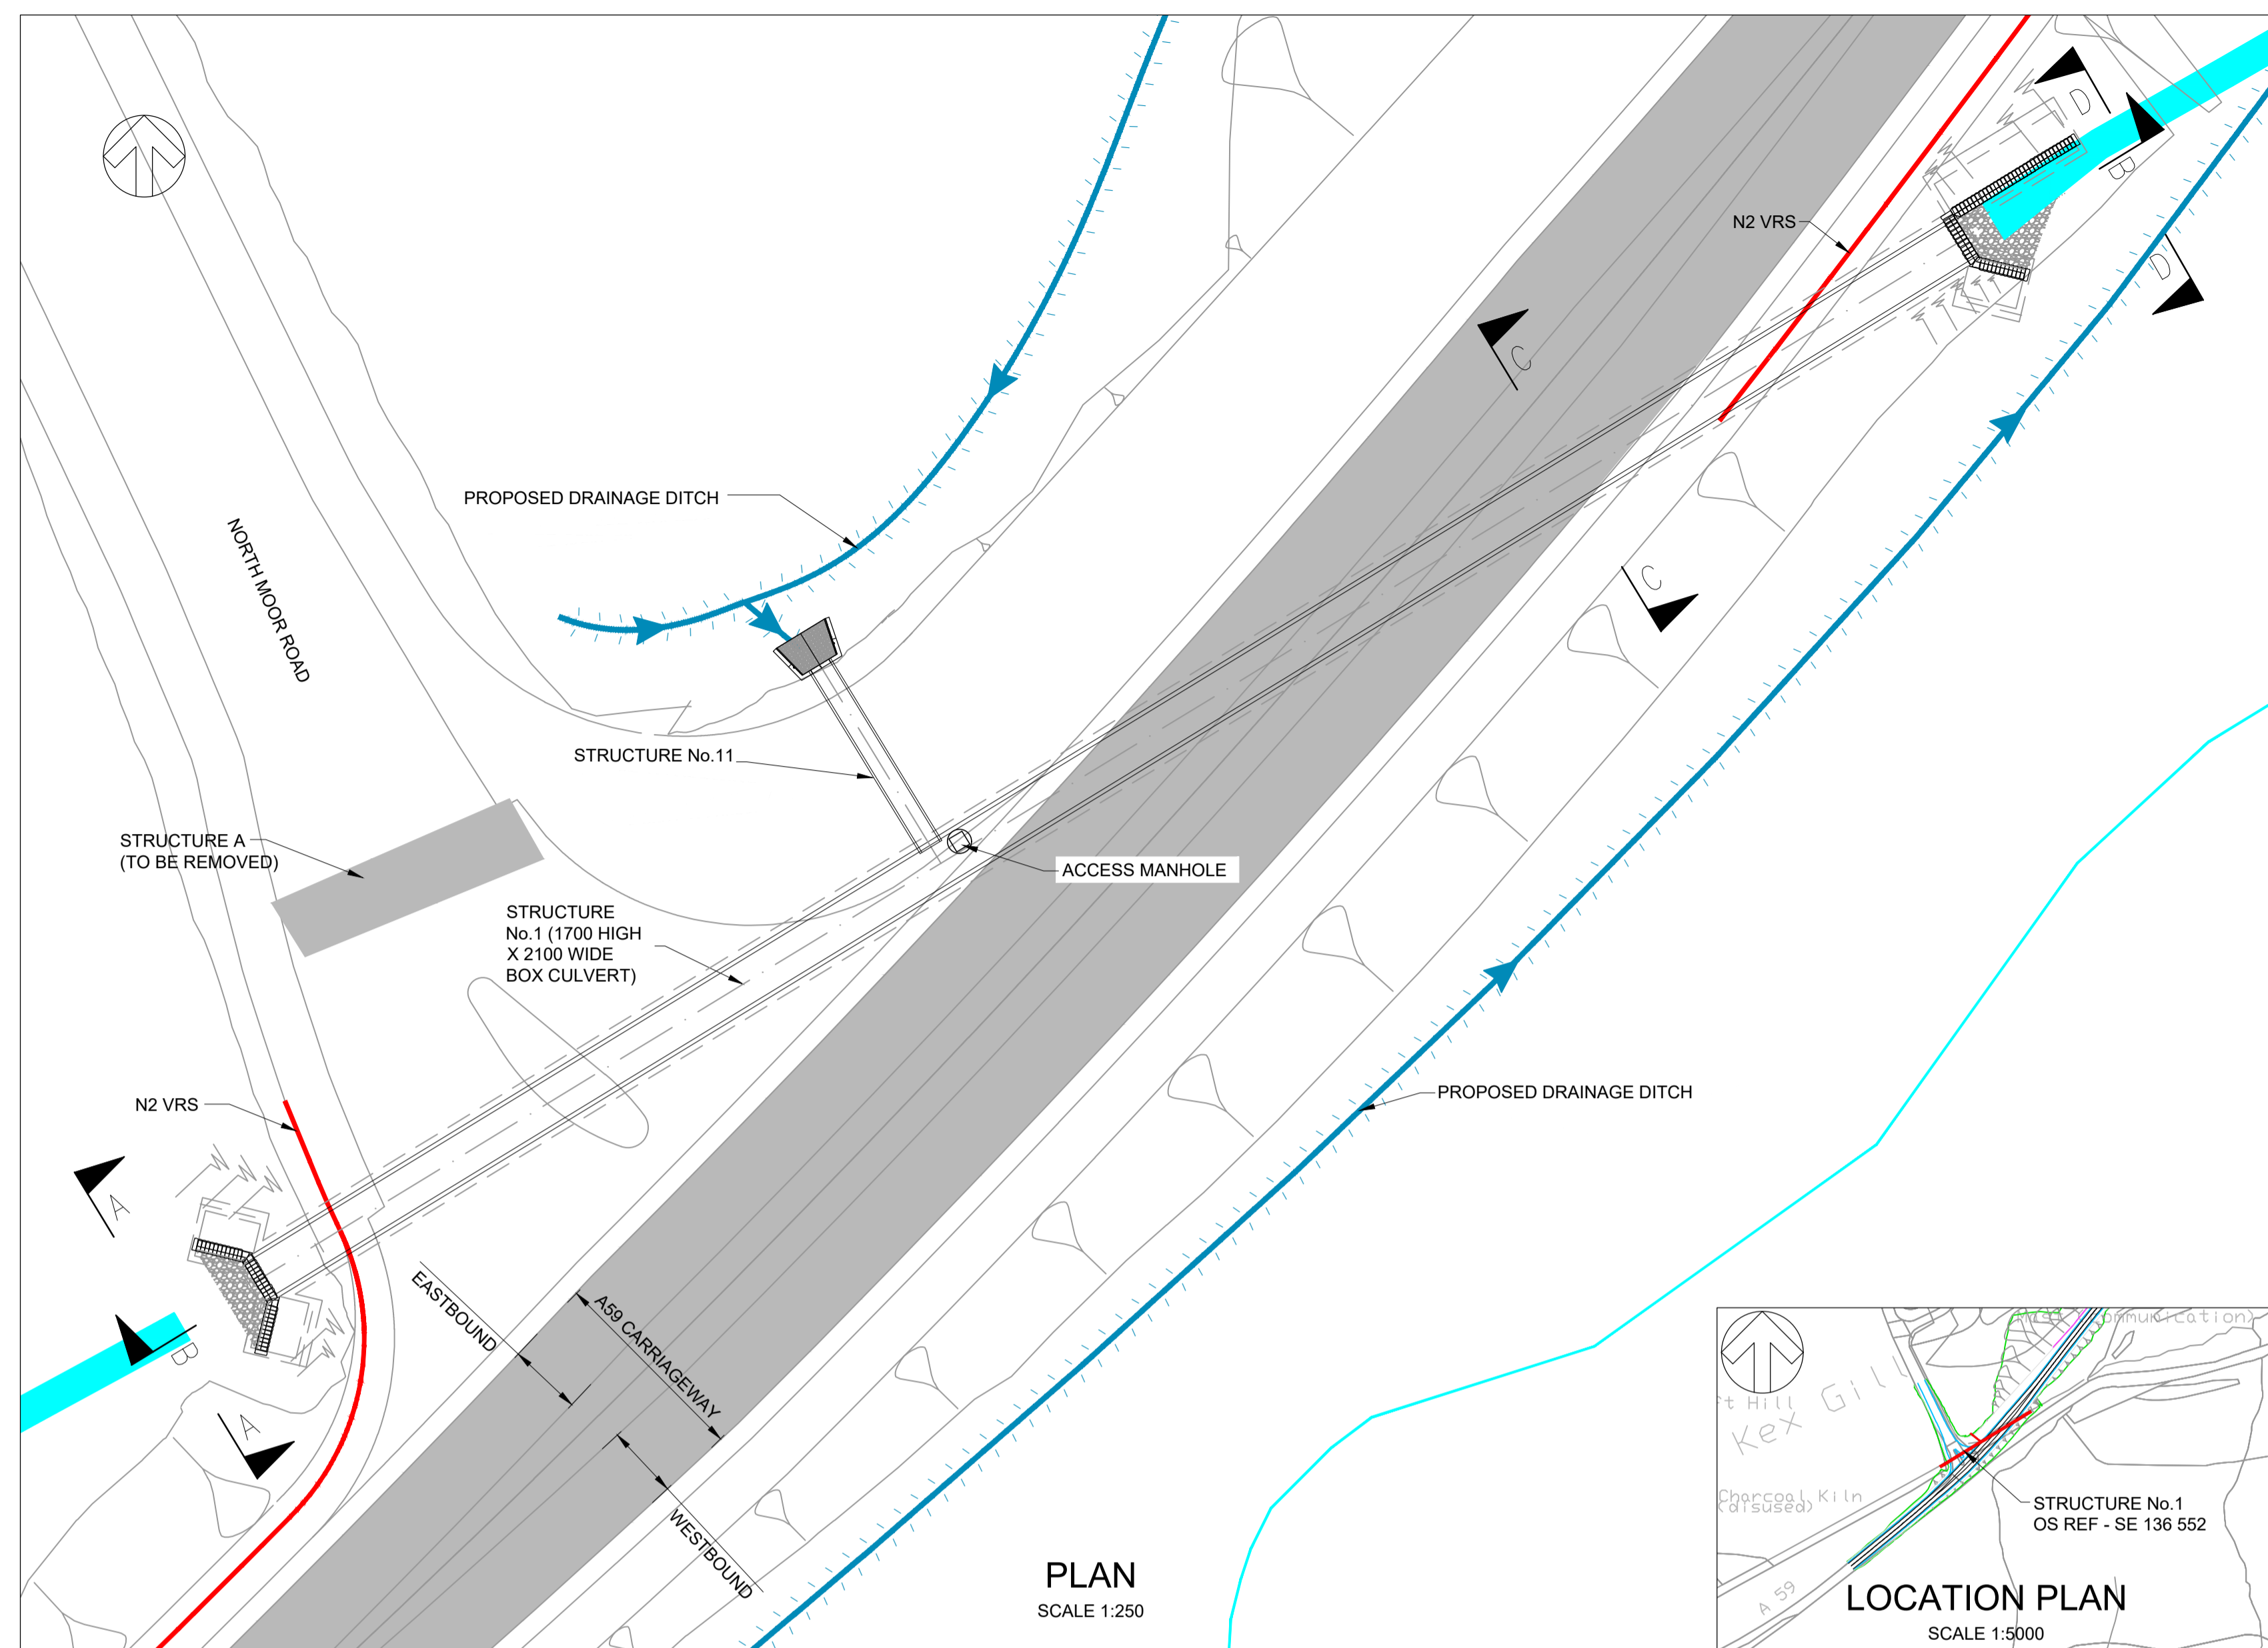 D
B
N2 VRS
D
C
PROPOSED DRAINAGE DITCH
NORTH MOOR ROAD
C
STRUCTURE No.11
STRUCTURE A
(TO BE REMOVED)
ACCESS MANHOLE
STRUCTURE
No.1 (1700 HIGH
X 2100 WIDE
BOX CULVERT)
N2 VRS
PROPOSED DRAINAGE DITCH
A
B
A
EASTBOUND
A59 CARRIAGEWAY
WESTBOUND
PLAN
SCALE 1:250
ommunication)
ft Hill
Kex Gill
Charcoal Kiln
(disused)
STRUCTURE No.1
OS REF - SE 136 552
A 59
LOCATION PLAN
SCALE 1:5000